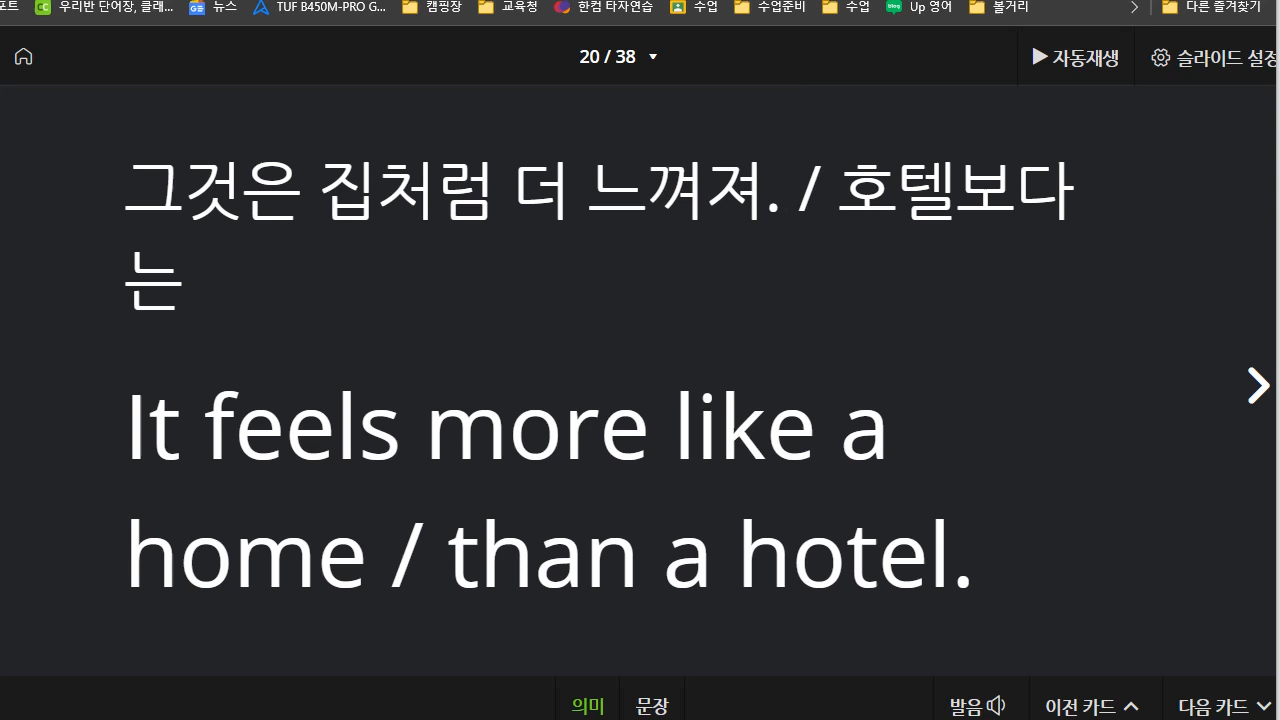 포트 우리반 단어장, 클래... 뉴스 TUF B450M-PRO G... 캠핑장 교육청 한컴 타자연습 수업 수업준비 수업 Up 영어 볼거리 다른 즐겨찾기
20 / 38 자동재생 슬라이드 설정
그것은 집처럼 더 느껴져. / 호텔보다
는
It feels more like a
home / than a hotel.
의미 문장 발음 이전 카드 다음 카드